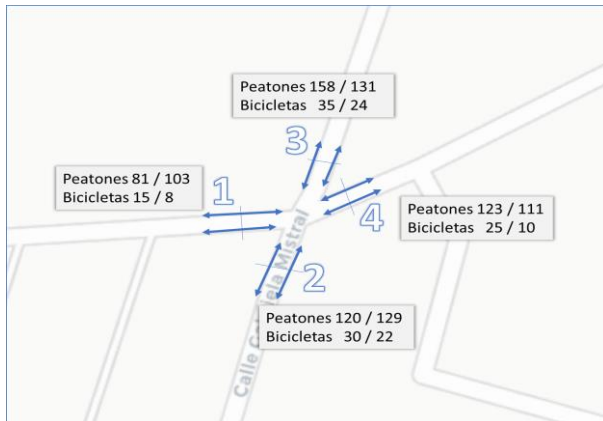 Peatones 158 / 131
Bicicletas 35 / 24
3
Peatones 81 / 103
Bicicletas 15 / 8
1
4
Peatones 123 / 111
Bicicletas 25 / 10
2
Calle Gabriela Mistral
Peatones 120 / 129
Bicicletas 30 / 22